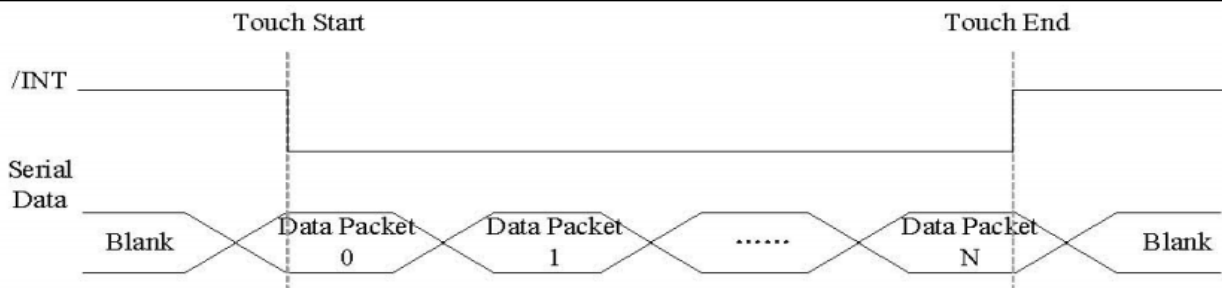 Touch Start
Touch End
/INT
Serial
Data
Blank
Data Packet
0
Data Packet
1
......
Data Packet
N
Blank